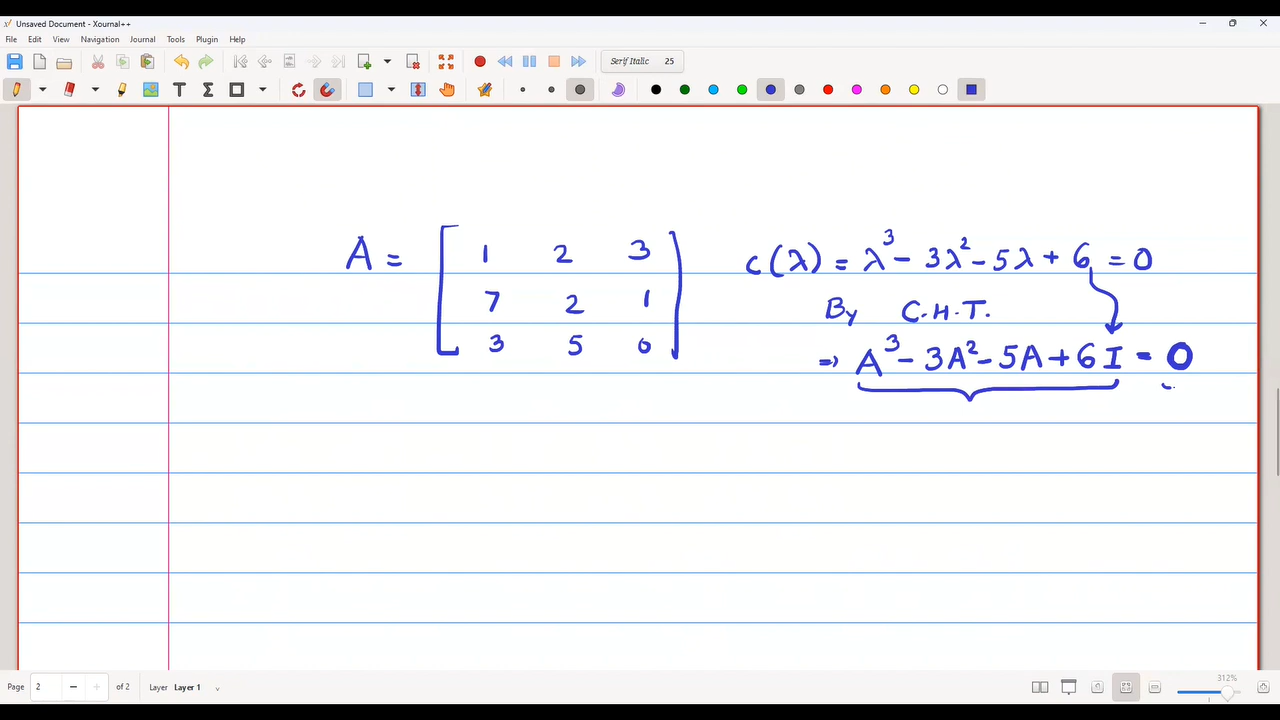 Unsaved Document - Xournal++
File Edit View Navigation Journal Tools Plugin Help
Serif Italic 25
A = [ 1 2 3
7 2 1
3 5 0 ]
c(λ) = λ³ - 3λ² - 5λ + 6 = 0
By C.H.T.
⇒ A³ - 3A² - 5A + 6I = 0
Page 2 of 2 Layer Layer 1 312%